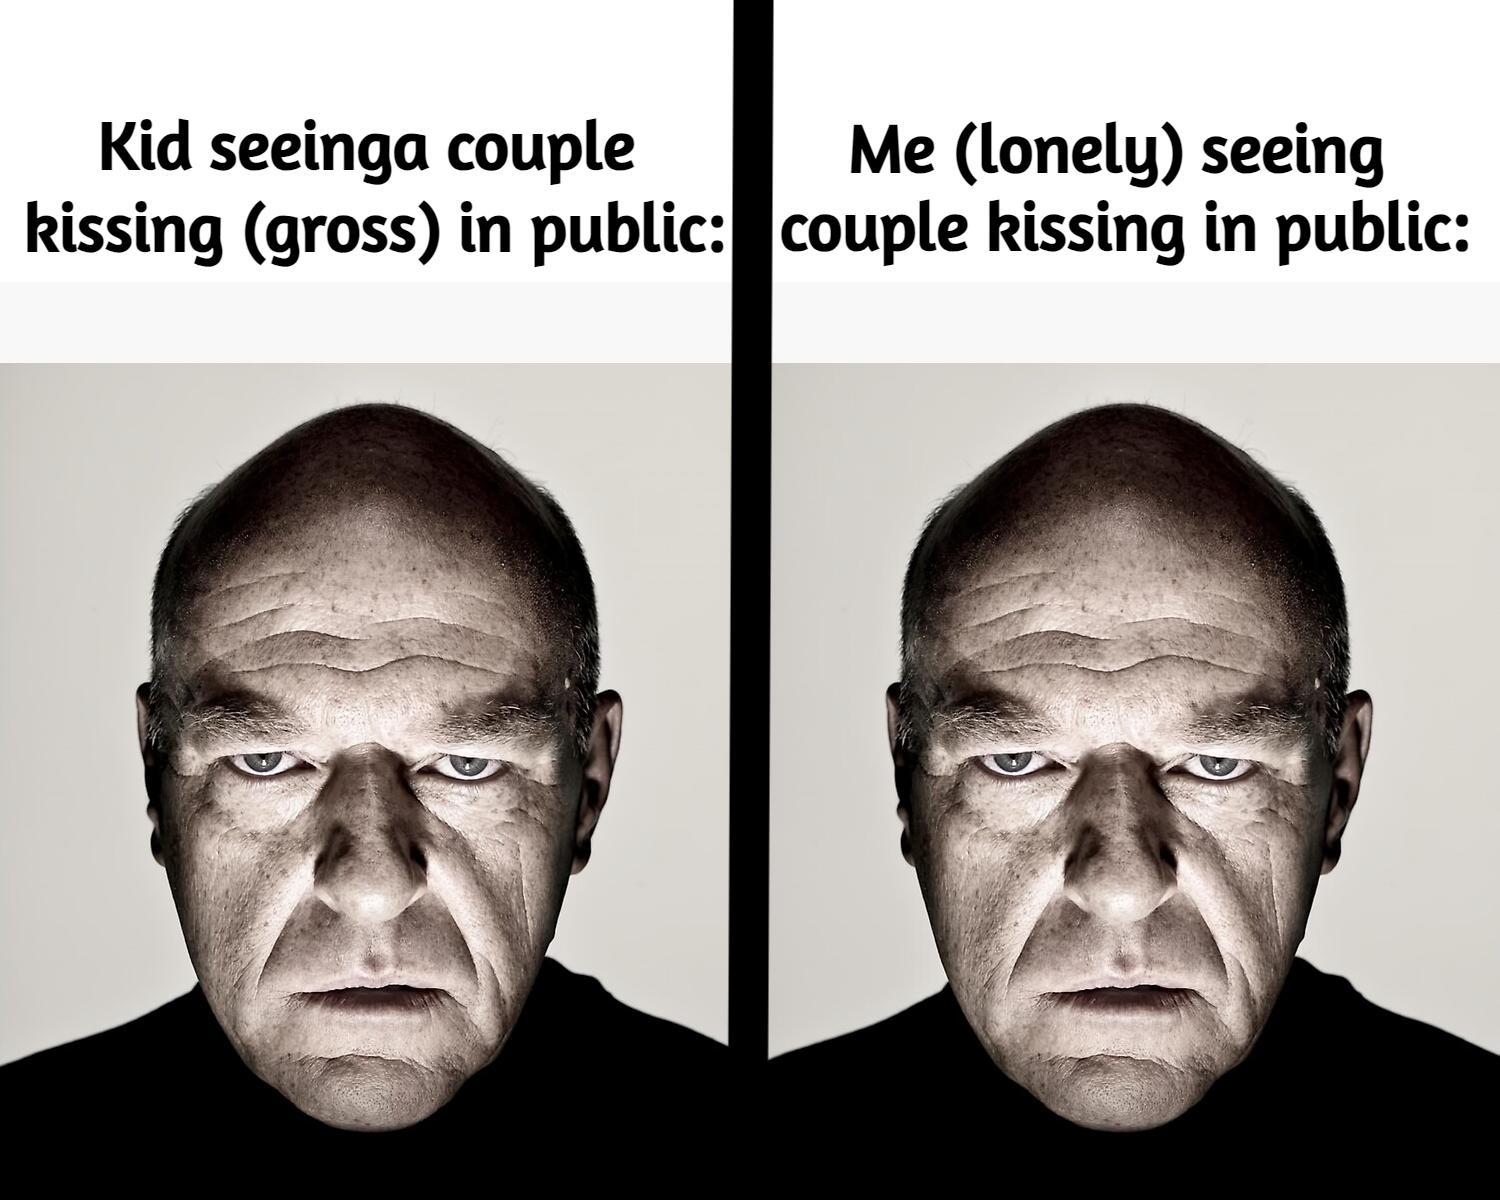 Kid seeinga couple
kissing (gross) in public:
Me (lonely) seeing
couple kissing in public: